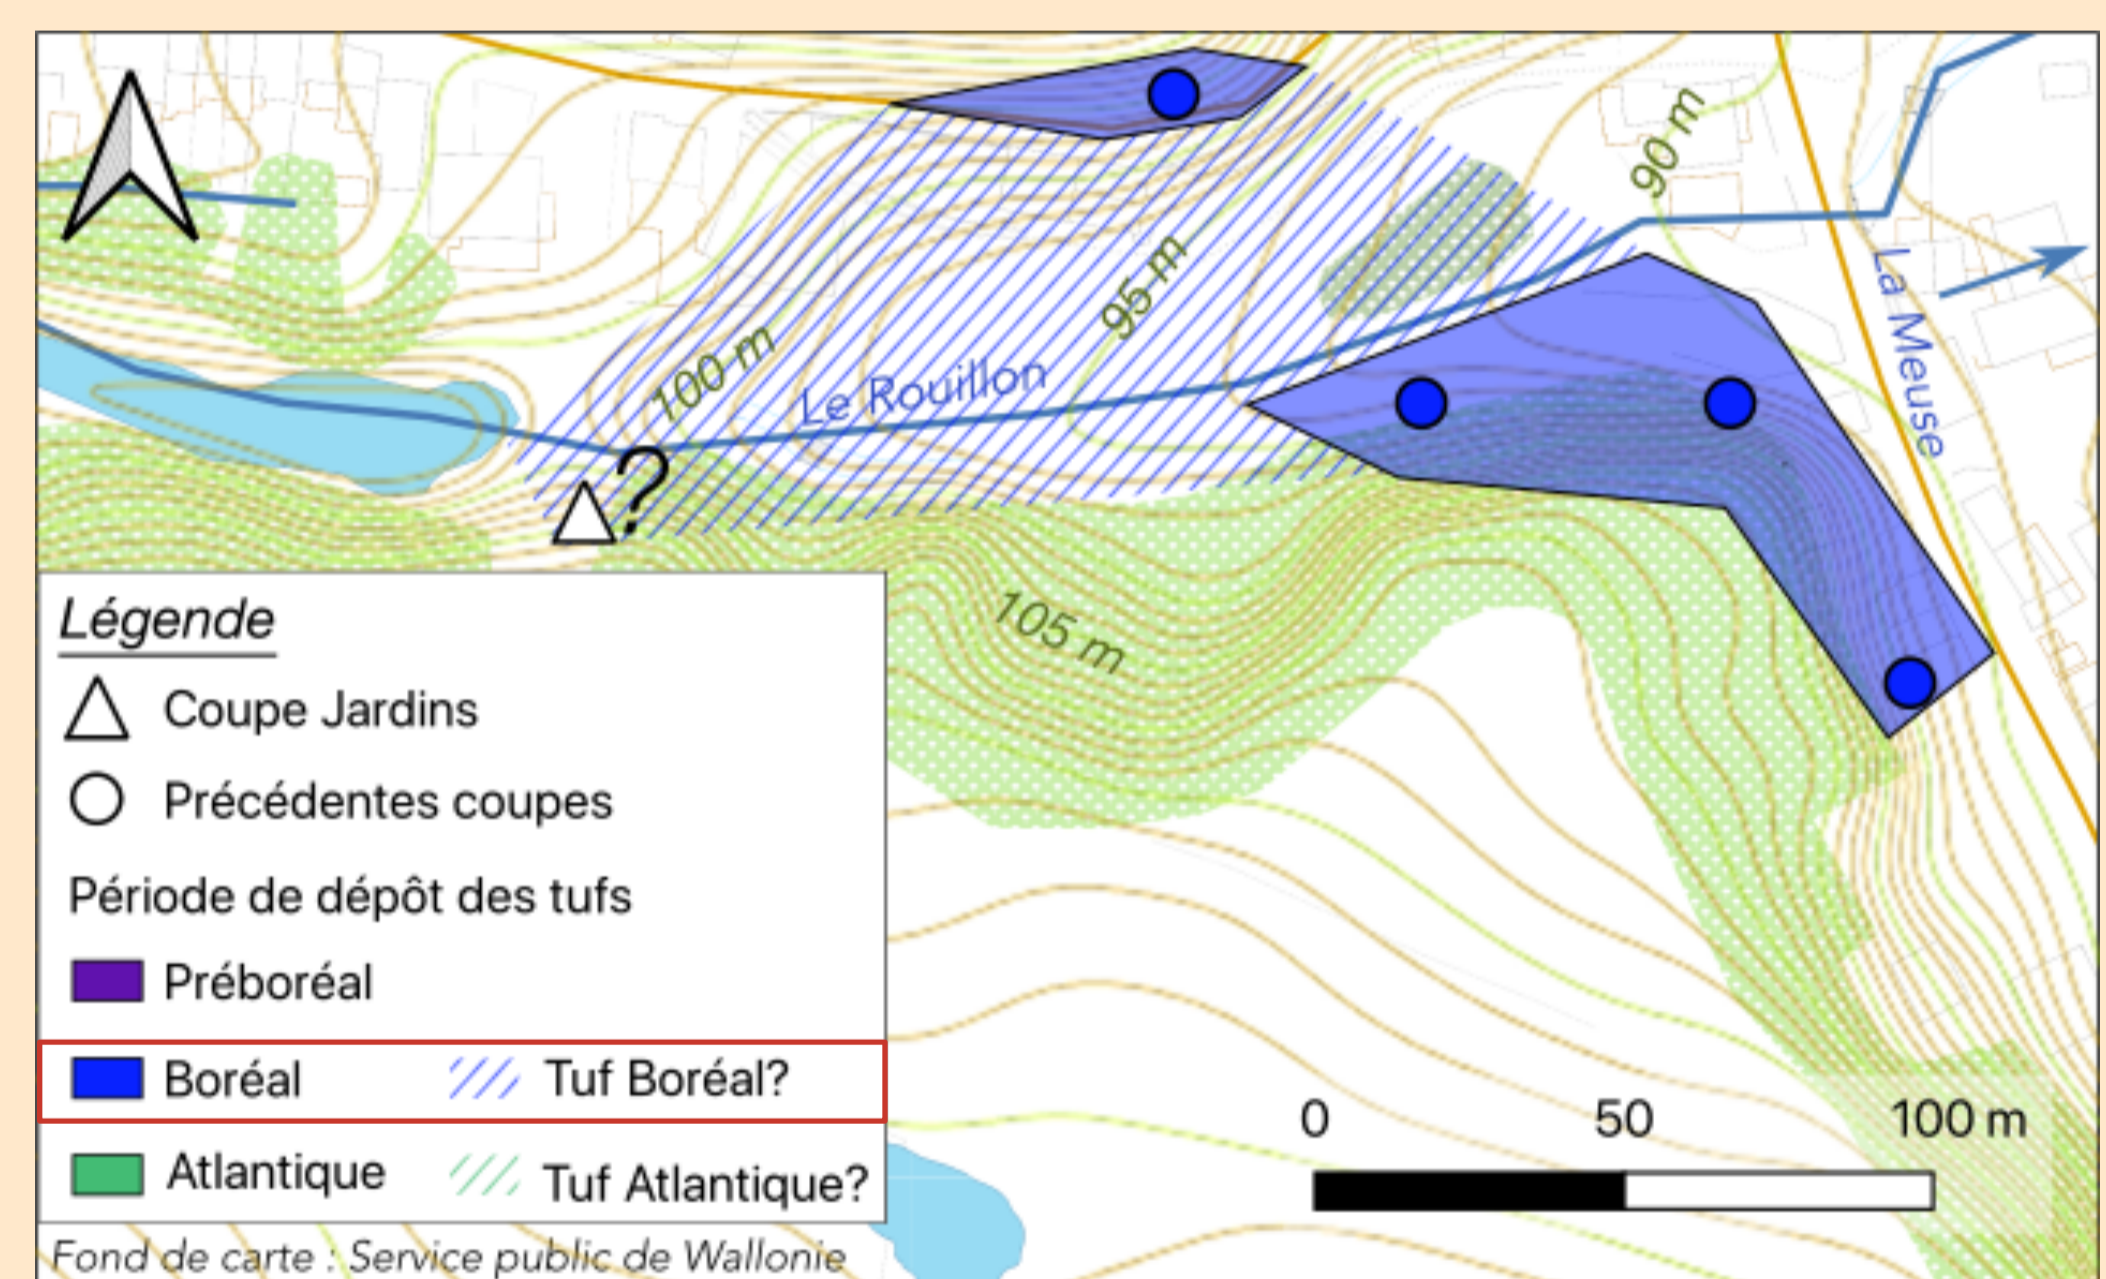 90 m
95 m
La Meuse
100 m
Le Rouillon
?
105 m
Légende
Coupe Jardins
Précédentes coupes
Période de dépôt des tufs
Préboréal
Boréal Tuf Boréal?
Atlantique Tuf Atlantique?
0 50 100 m
Fond de carte : Service public de Wallonie